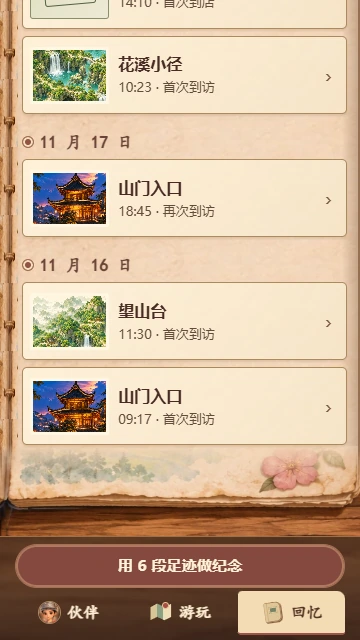 14:10 · 首次到店
花溪小径
10:23 · 首次到访
›
11 月 17 日
山门入口
18:45 · 再次到访
›
11 月 16 日
望山台
11:30 · 首次到访
›
山门入口
09:17 · 首次到访
›
用 6 段足迹做纪念
伙伴
游玩
回忆